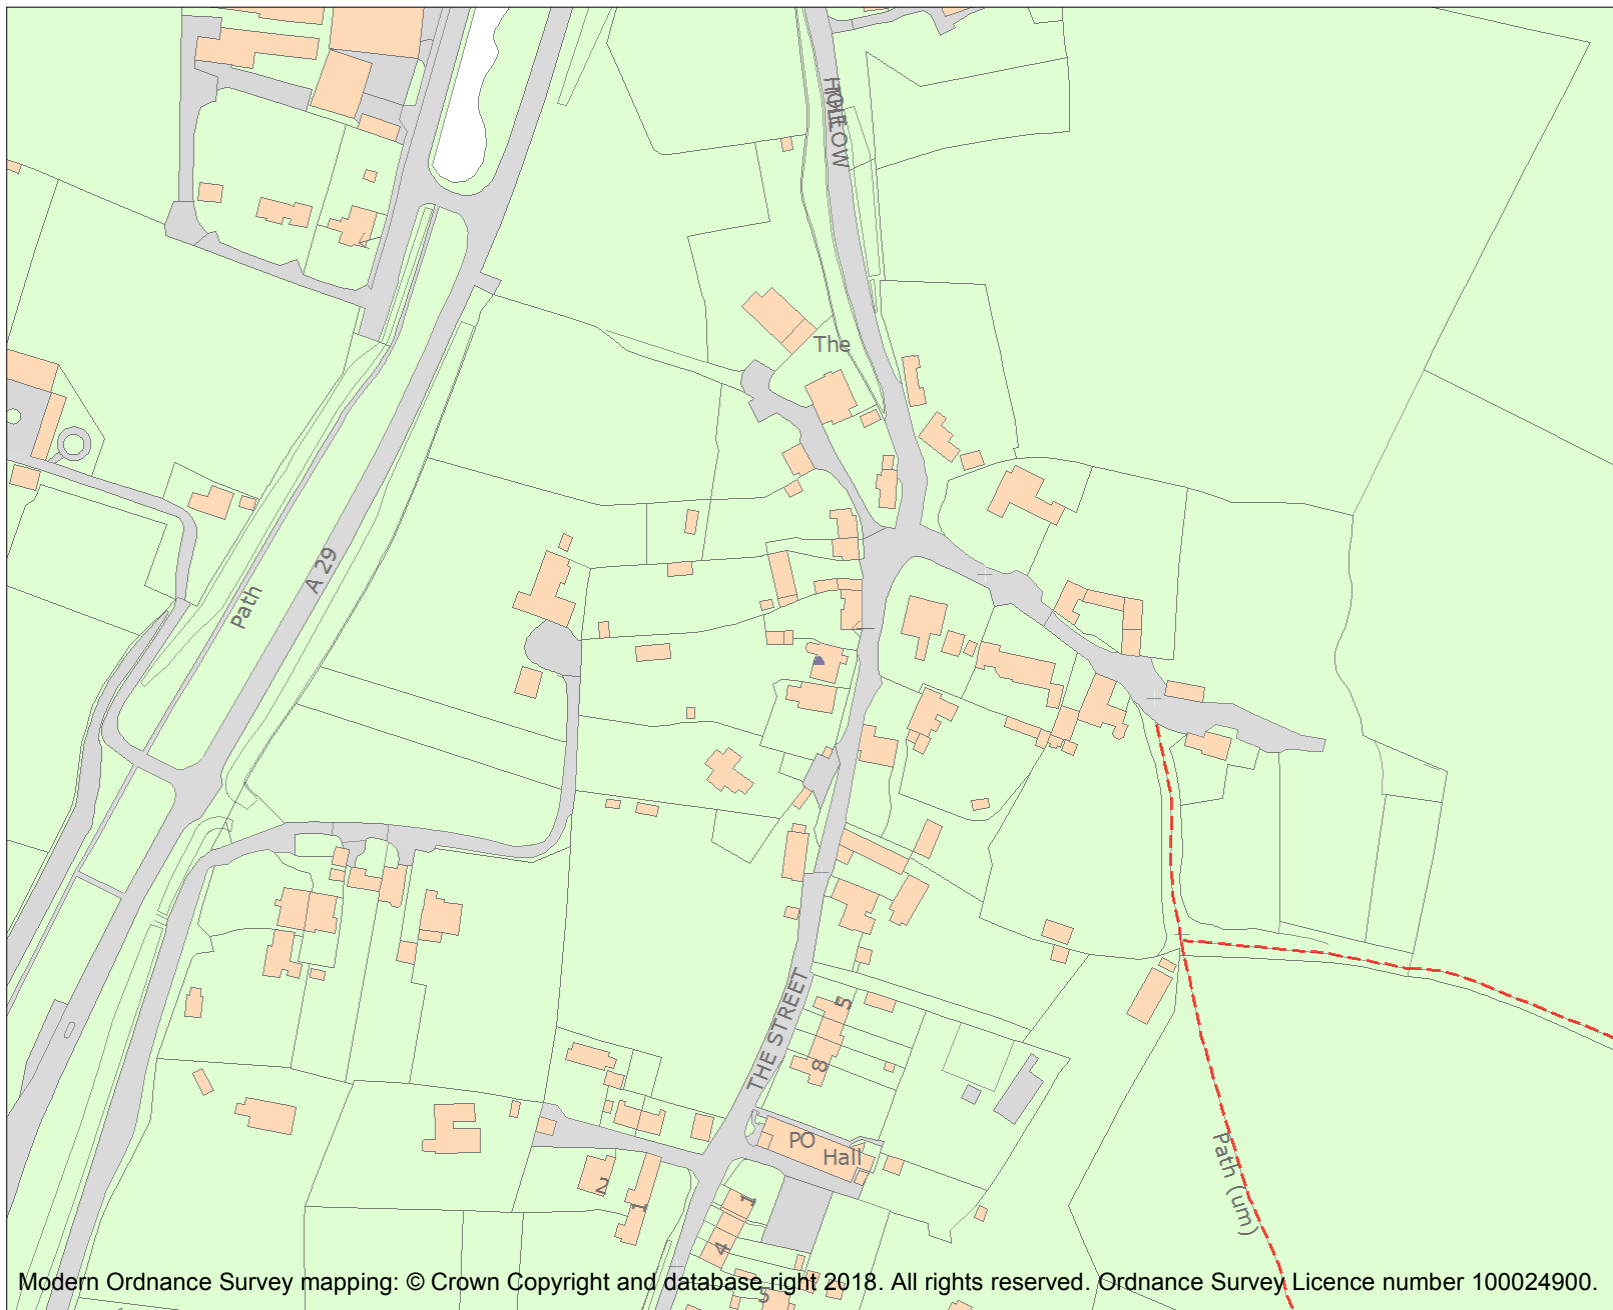 HOLLOW
The
A 29
Path
THE STREET
5
8
PO
Hall
Path (um)
2
1
1
4
5
Modern Ordnance Survey mapping: © Crown Copyright and database right 2018. All rights reserved. Ordnance Survey Licence number 100024900.